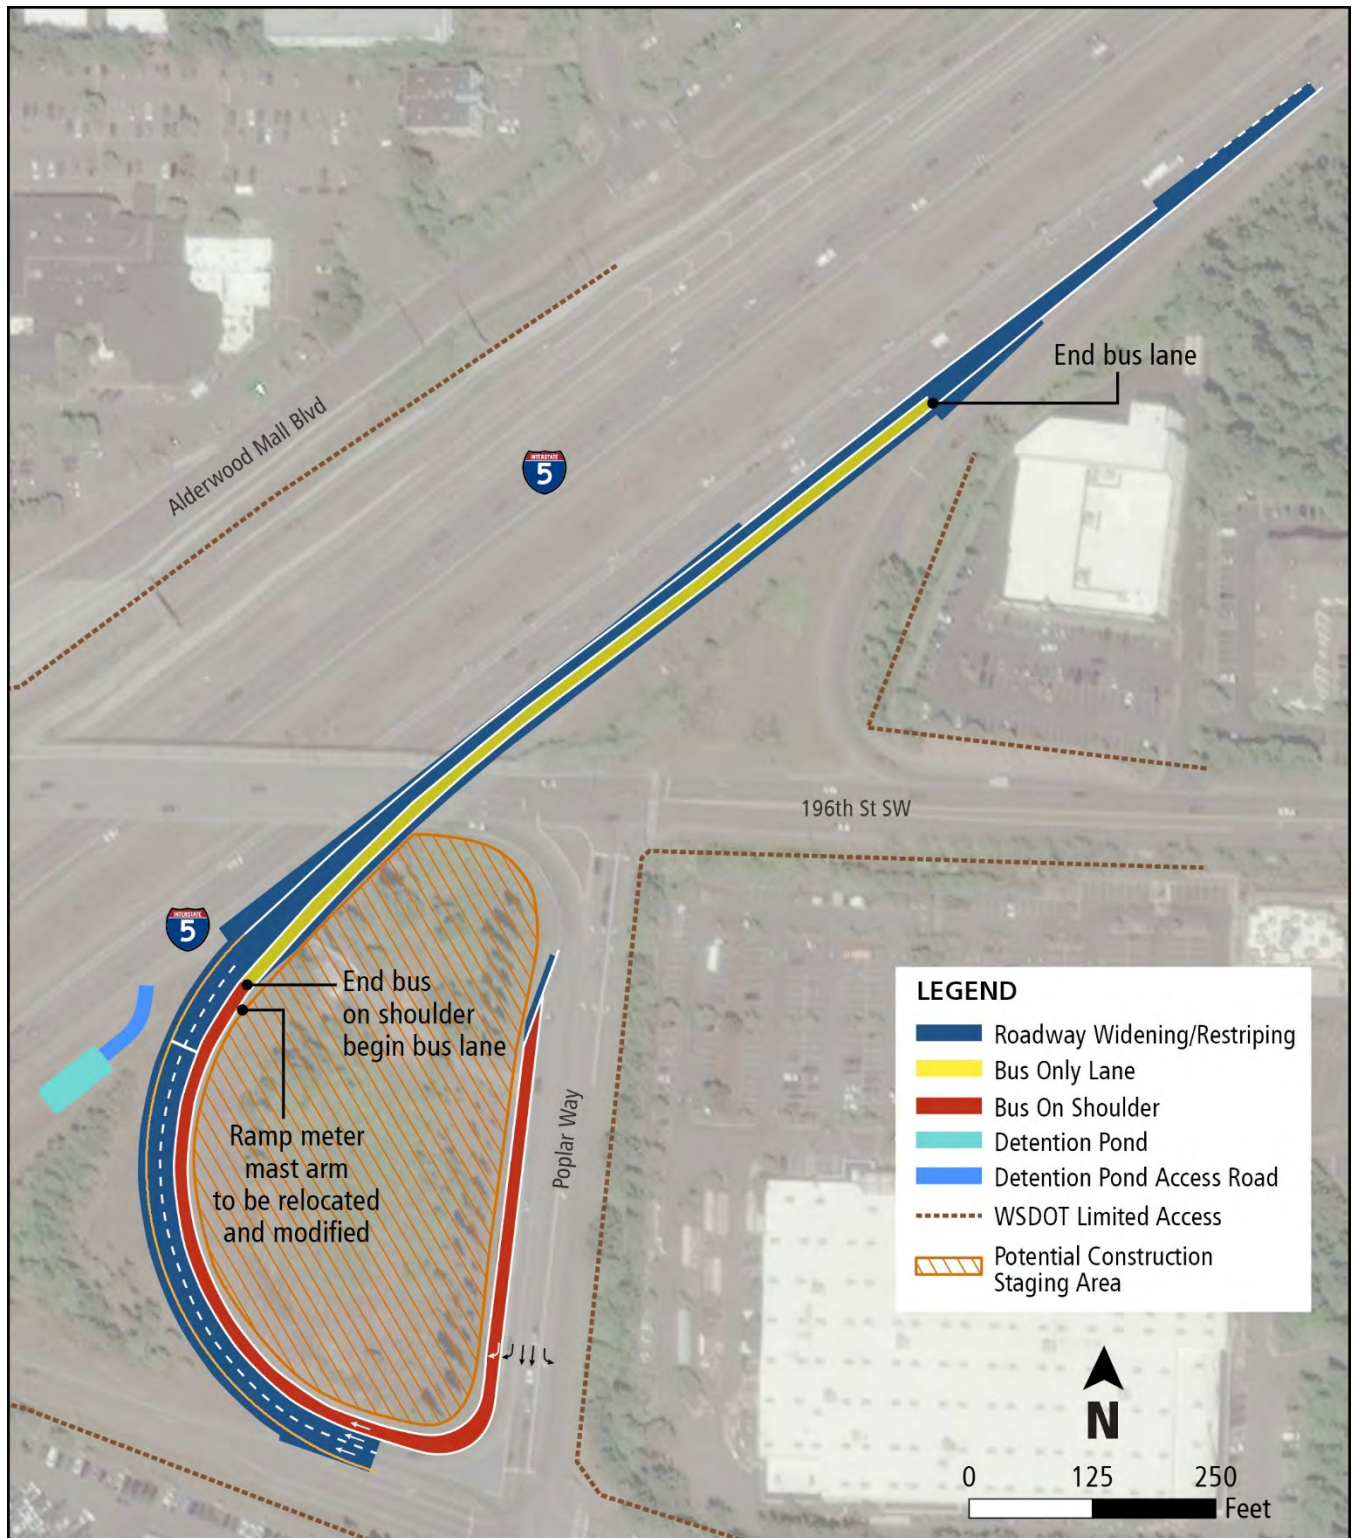 End bus lane
Alderwood Mall Blvd
INTERSTATE
5
196th St SW
INTERSTATE
5
End bus
on shoulder
begin bus lane
Ramp meter
mast arm
to be relocated
and modified
Poplar Way
LEGEND
Roadway Widening/Restriping
Bus Only Lane
Bus On Shoulder
Detention Pond
Detention Pond Access Road
WSDOT Limited Access
Potential Construction
Staging Area
N
0 125 250
Feet